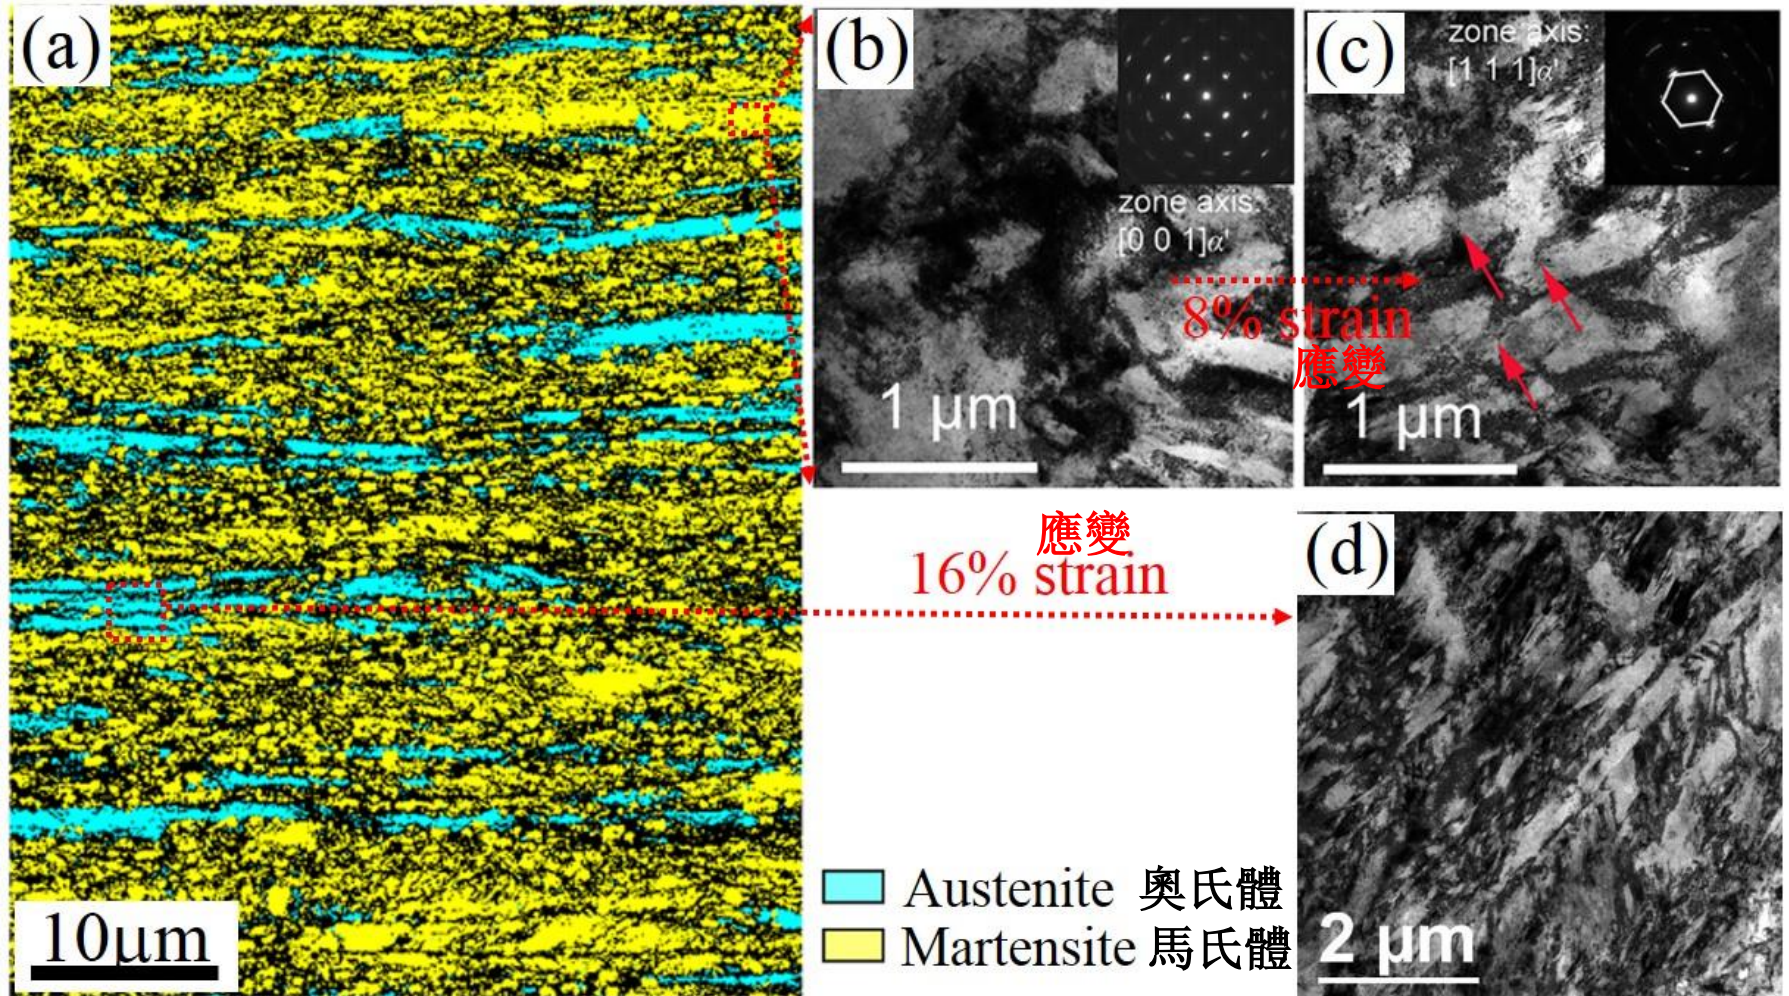 (a)
10μm
(b)
zone axis:
[0 0 1]α'
1 μm
8% strain
應變
(c)
zone axis:
[1 1 1]α'
1 μm
應變
16% strain
(d)
2 μm
Austenite 奧氏體
Martensite 馬氏體